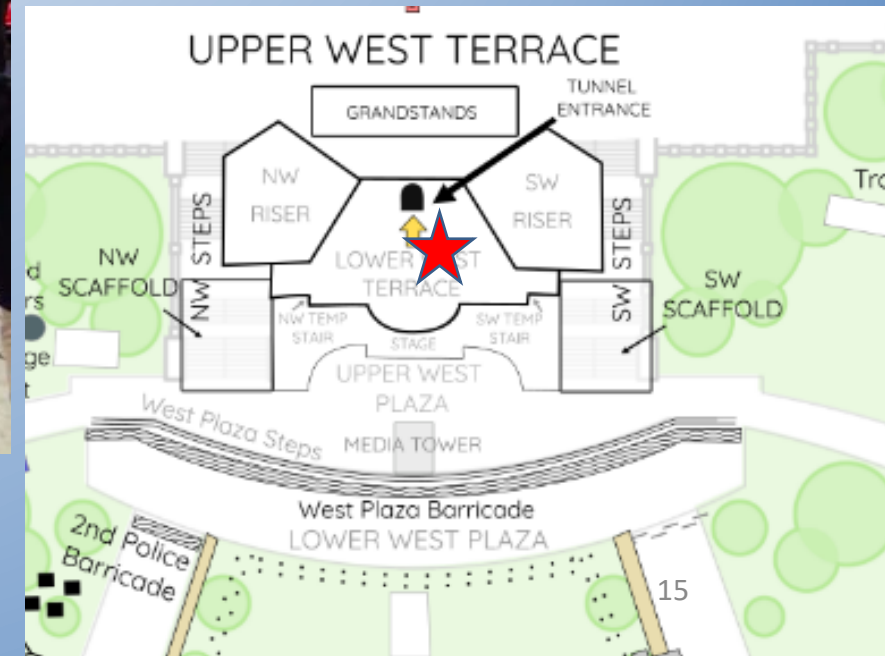 UPPER WEST TERRACE
TUNNEL
ENTRANCE
GRANDSTANDS
NW
RISER
SW
RISER
NW STEPS
SW STEPS
NW
SCAFFOLD
SW
SCAFFOLD
LOWER
TERRACE
NW TEMP
STAIR
SW TEMP
STAIR
STAGE
UPPER WEST
PLAZA
West Plaza Steps
MEDIA TOWER
West Plaza Barricade
LOWER WEST PLAZA
2nd Police
Barricade
15